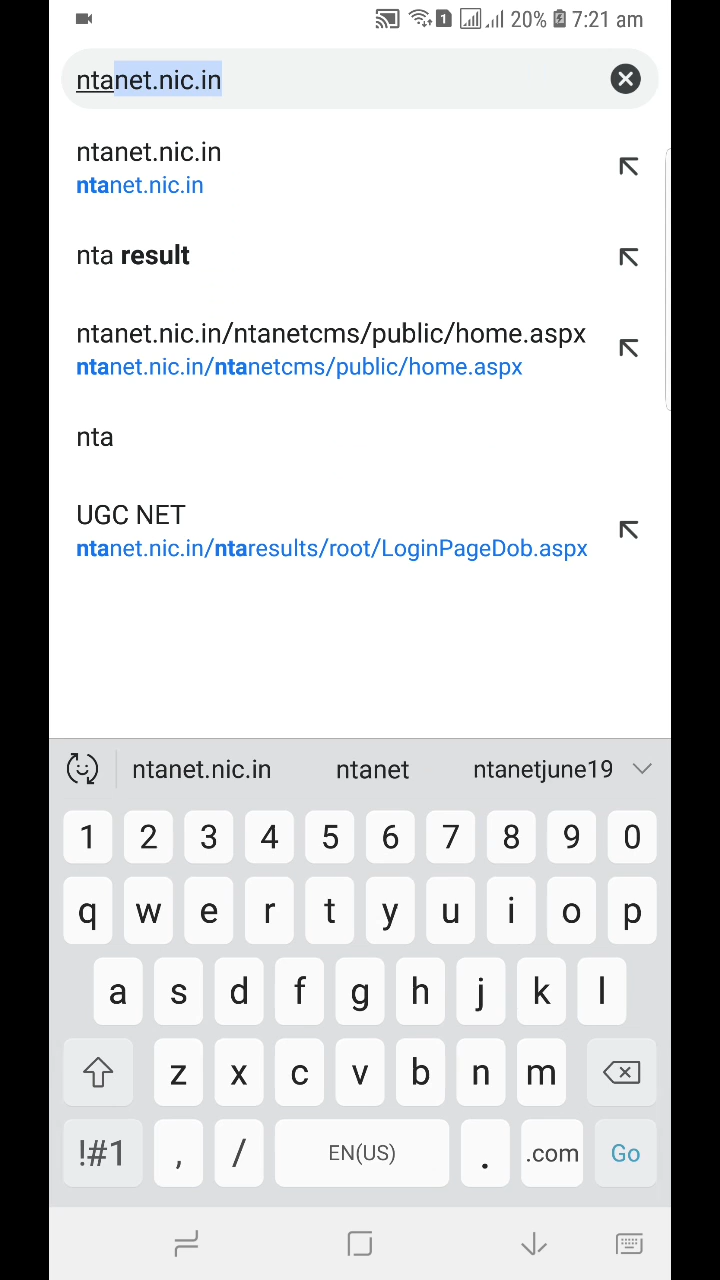 1 20% 7:21 am
ntanet.nic.in
ntanet.nic.in
ntanet.nic.in
nta result
ntanet.nic.in/ntanetcms/public/home.aspx
ntanet.nic.in/ntanetcms/public/home.aspx
nta
UGC NET
ntanet.nic.in/ntaresults/root/LoginPageDob.aspx
ntanet.nic.in ntanet ntanetjune19
1 2 3 4 5 6 7 8 9 0
q w e r t y u i o p
a s d f g h j k l
z x c v b n m
!#1 , / EN(US) . .com Go